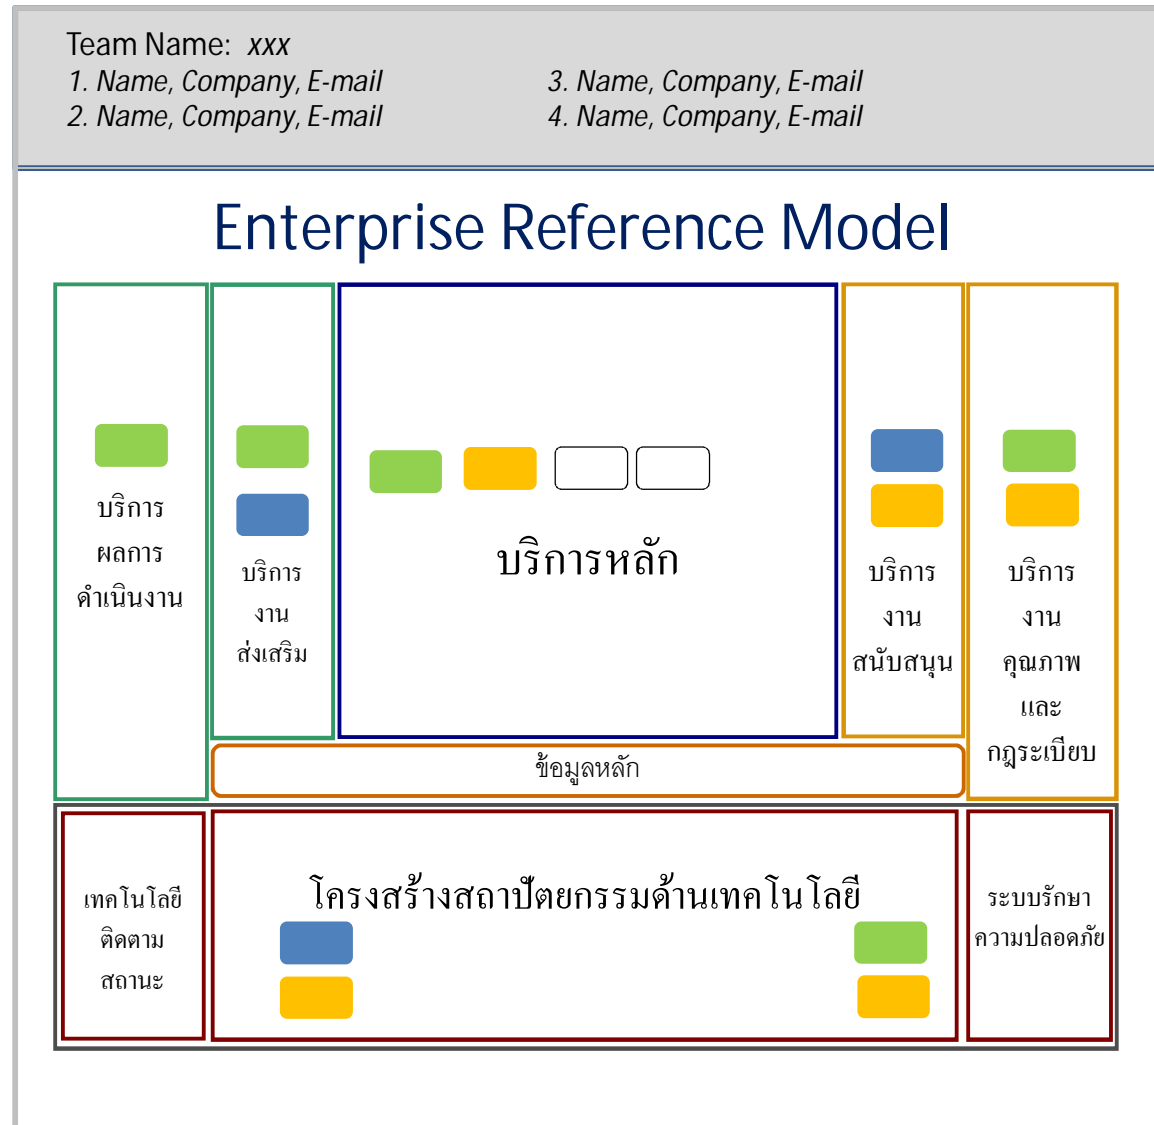 Team Name: xxx
1. Name, Company, E-mail
3. Name, Company, E-mail
2. Name, Company, E-mail
4. Name, Company, E-mail
Enterprise Reference Model
บริการ
ผลการ
ดำเนินงาน
บริการ
งาน
ส่งเสริม
บริการหลัก
บริการ
งาน
สนับสนุน
บริการ
งาน
คุณภาพ
และ
กฎระเบียบ
ข้อมูลหลัก
เทคโนโลยี
ติดตาม
สถานะ
โครงสร้างสถาปัตยกรรมด้านเทคโนโลยี
ระบบรักษา
ความปลอดภัย